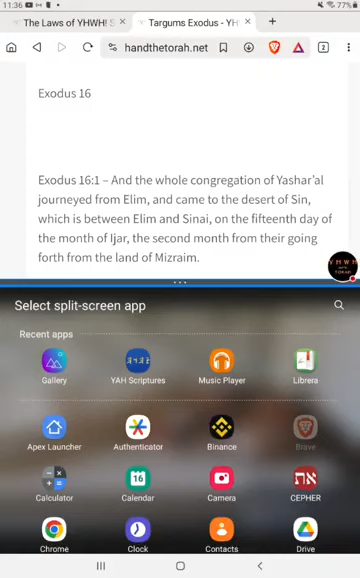 11:36
77%
The Laws of YHWH! S
Targums Exodus - YH
handthetorah.net
2
Exodus 16
Exodus 16:1 – And the whole congregation of Yashar’al
journeyed from Elim, and came to the desert of Sin,
which is between Elim and Sinai, on the fifteenth day of
the month of Ijar, the second month from their going
forth from the land of Mizraim.
YHWH
TORAH
Select split-screen app
Recent apps
Gallery
YAH Scriptures
Music Player
Librera
Apex Launcher
Authenticator
Binance
Brave
16
את
Calculator
Calendar
Camera
CEPHER
Chrome
Clock
Contacts
Drive